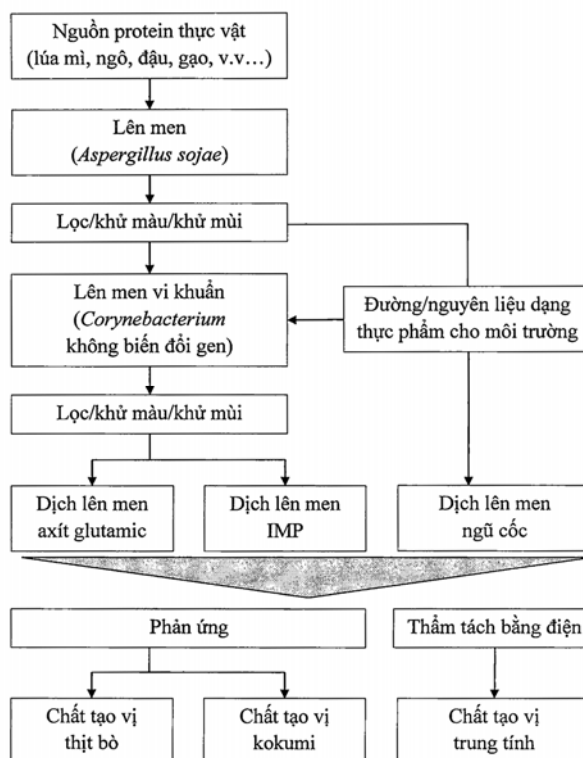 Nguồn protein thực vật
(lúa mì, ngô, đậu, gạo, v.v…)
Lên men
(Aspergillus sojae)
Lọc/khử màu/khử mùi
Lên men vi khuẩn
(Corynebacterium
không biến đổi gen)
Đường/nguyên liệu dạng
thực phẩm cho môi trường
Lọc/khử màu/khử mùi
Dịch lên men
axít glutamic
Dịch lên men
IMP
Dịch lên men
ngũ cốc
Phản ứng
Thẩm tách bằng điện
Chất tạo vị
thịt bò
Chất tạo vị
kokumi
Chất tạo vị
trung tính